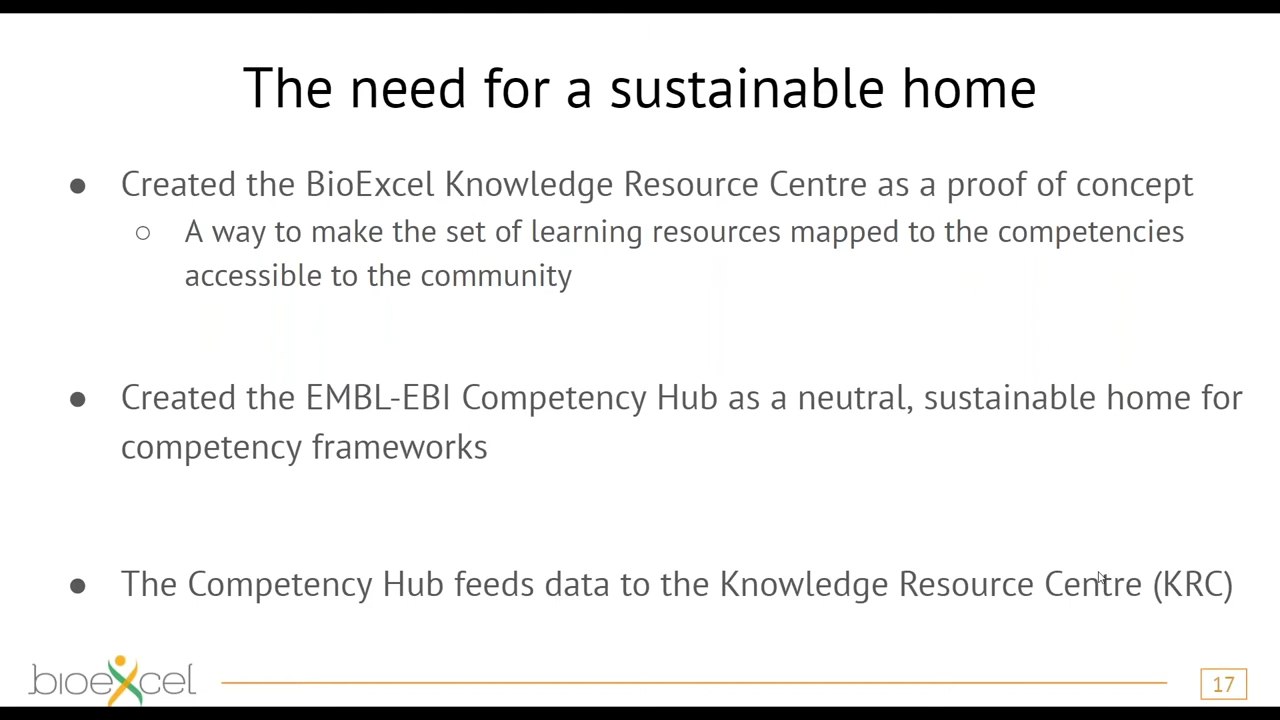 The need for a sustainable home
● Created the BioExcel Knowledge Resource Centre as a proof of concept
○ A way to make the set of learning resources mapped to the competencies
accessible to the community
● Created the EMBL-EBI Competency Hub as a neutral, sustainable home for
competency frameworks
● The Competency Hub feeds data to the Knowledge Resource Centre (KRC)
bioexcel
17